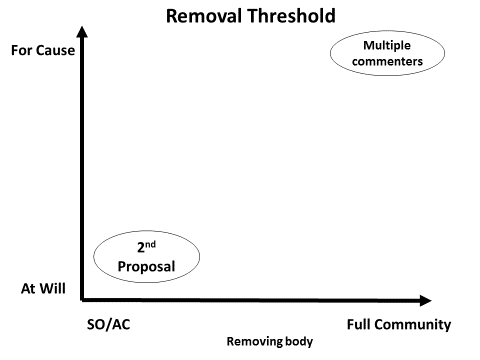 Removal Threshold
For Cause
Multiple
commenters
2nd
Proposal
At Will
SO/AC
Full Community
Removing body